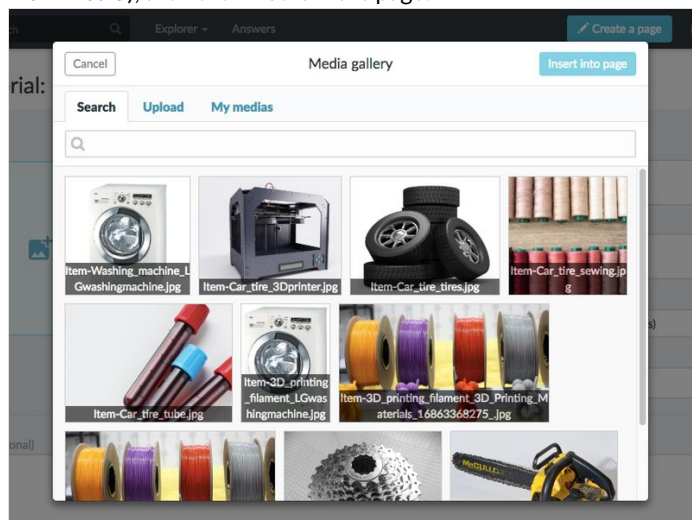 Explorer
Answers
Create a page
rial:
Cancel
Media gallery
Insert into page
Search
Upload
My medias
Item-Washing_machine_L
Gwashingmachine.jpg
Item-Car_tire_3Dprinter.jpg
Item-Car_tire_tires.jpg
Item-Car_tire_sewing.jp
g
s)
Item-Car_tire_tube.jpg
Item-3D_printing
_filament_LGwas
hingmachine.jpg
Item-3D_printing_filament_3D_Printing_M
aterials_16863368275_.jpg
onal)
McCULLO